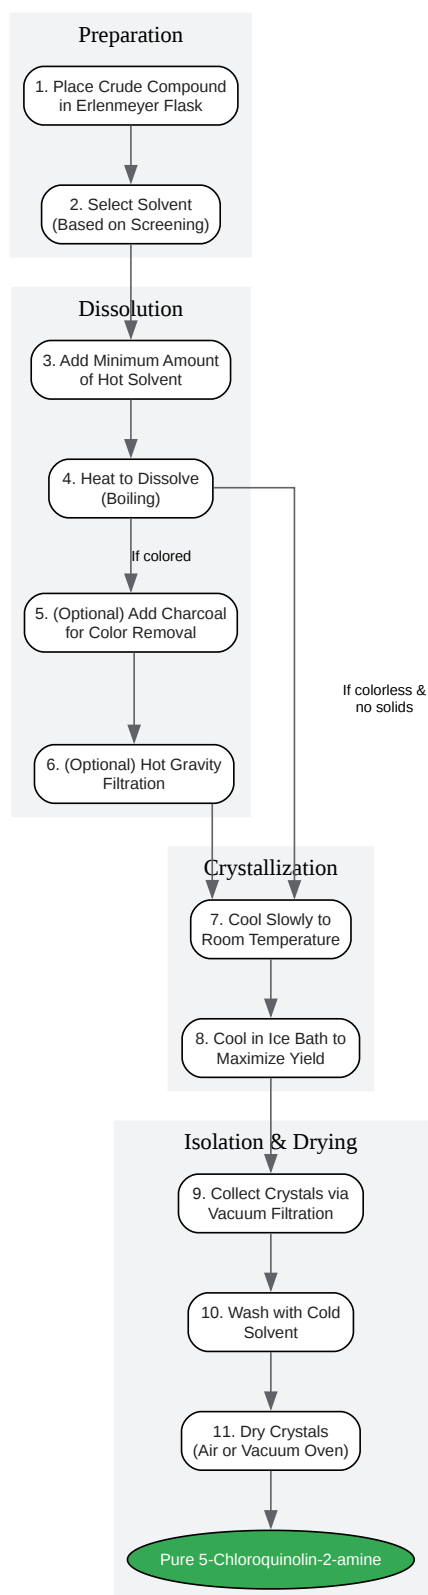 Preparation
1. Place Crude Compound
in Erlenmeyer Flask
2. Select Solvent
(Based on Screening)
Dissolution
3. Add Minimum Amount
of Hot Solvent
4. Heat to Dissolve
(Boiling)
If colored
5. (Optional) Add Charcoal
for Color Removal
If colorless &
no solids
6. (Optional) Hot Gravity
Filtration
Crystallization
7. Cool Slowly to
Room Temperature
8. Cool in Ice Bath to
Maximize Yield
Isolation & Drying
9. Collect Crystals via
Vacuum Filtration
10. Wash with Cold
Solvent
11. Dry Crystals
(Air or Vacuum Oven)
Pure 5-Chloroquinolin-2-amine